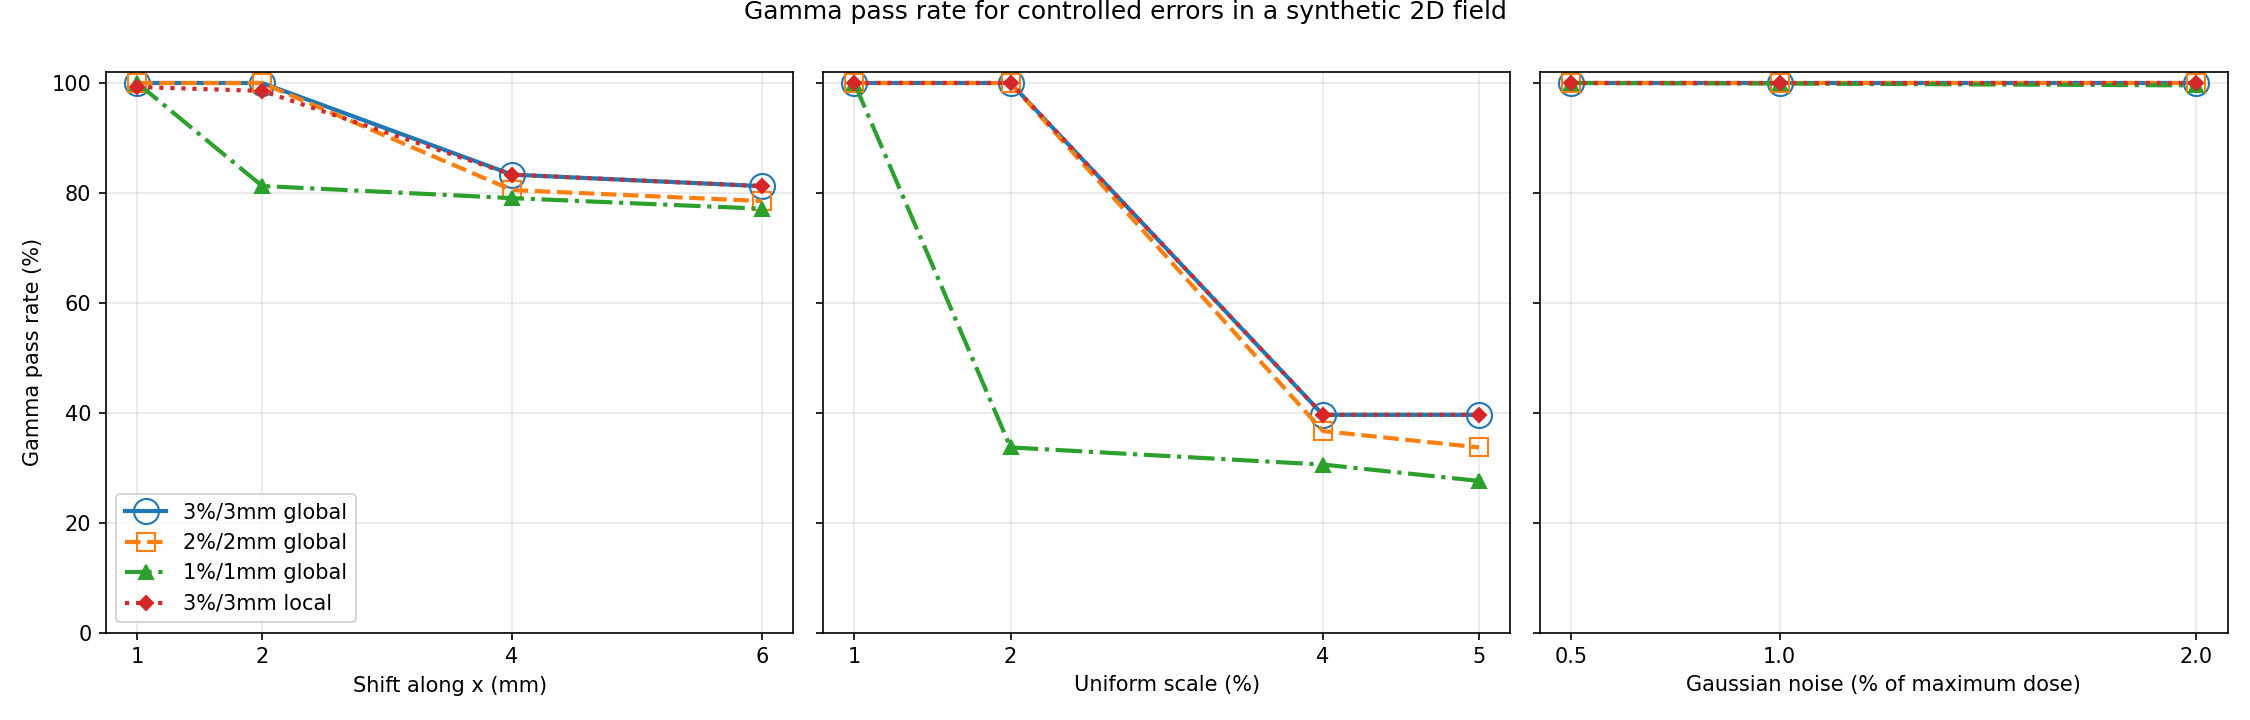 Gamma pass rate for controlled errors in a synthetic 2D field
Gamma pass rate (%)
100
80
60
40
20
0
3%/3mm global
2%/2mm global
1%/1mm global
3%/3mm local
1 2 4 6
Shift along x (mm)
1 2 4 5
Uniform scale (%)
0.5 1.0 2.0
Gaussian noise (% of maximum dose)